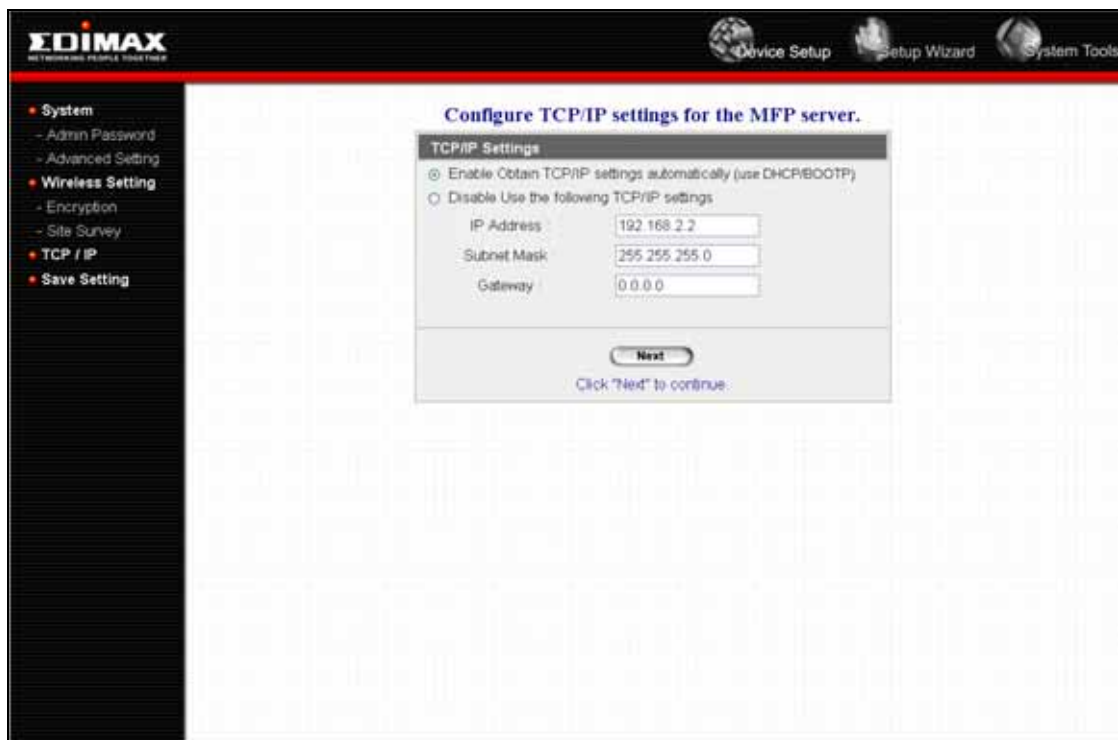 EDIMAX
NETWORKING PEOPLE TOGETHER
Device Setup
Setup Wizard
System Tools
System
- Admin Password
- Advanced Setting
Wireless Setting
- Encryption
- Site Survey
TCP / IP
Save Setting
Configure TCP/IP settings for the MFP server.
TCP/IP Settings
Enable Obtain TCP/IP settings automatically (use DHCP/BOOTP)
Disable Use the following TCP/IP settings
IP Address : 192.168.2.2
Subnet Mask : 255.255.255.0
Gateway : 0.0.0.0
Next
Click "Next" to continue.